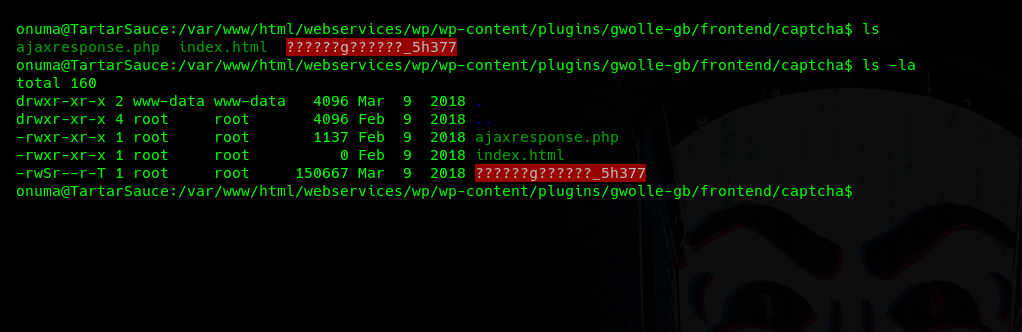 onuma@TartarSauce:/var/www/html/webservices/wp/wp-content/plugins/gwolle-gb/frontend/captcha$ ls
ajaxresponse.php  index.html  ??????g??????_5h377
onuma@TartarSauce:/var/www/html/webservices/wp/wp-content/plugins/gwolle-gb/frontend/captcha$ ls -la
total 160
drwxr-xr-x 2 www-data www-data   4096 Mar  9  2018 .
drwxr-xr-x 4 root     root       4096 Feb  9  2018 ..
-rwxr-xr-x 1 root     root       1137 Feb  9  2018 ajaxresponse.php
-rwxr-xr-x 1 root     root          0 Feb  9  2018 index.html
-rwSr--r-T 1 root     root     150667 Mar  9  2018 ??????g??????_5h377
onuma@TartarSauce:/var/www/html/webservices/wp/wp-content/plugins/gwolle-gb/frontend/captcha$